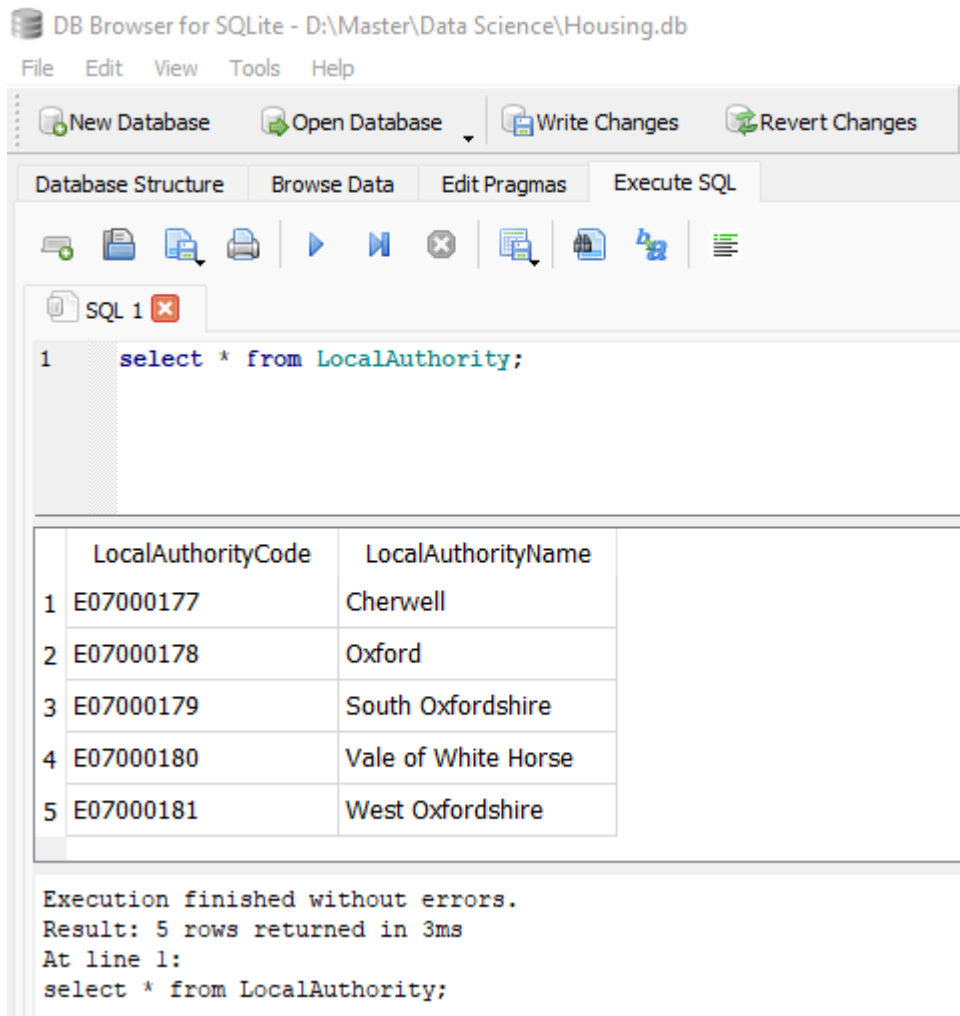 DB Browser for SQLite - D:\Master\Data Science\Housing.db
File Edit View Tools Help
New Database Open Database Write Changes Revert Changes
Database Structure Browse Data Edit Pragmas Execute SQL
SQL 1
1 select * from LocalAuthority;
LocalAuthorityCode LocalAuthorityName
1 E07000177 Cherwell
2 E07000178 Oxford
3 E07000179 South Oxfordshire
4 E07000180 Vale of White Horse
5 E07000181 West Oxfordshire
Execution finished without errors.
Result: 5 rows returned in 3ms
At line 1:
select * from LocalAuthority;